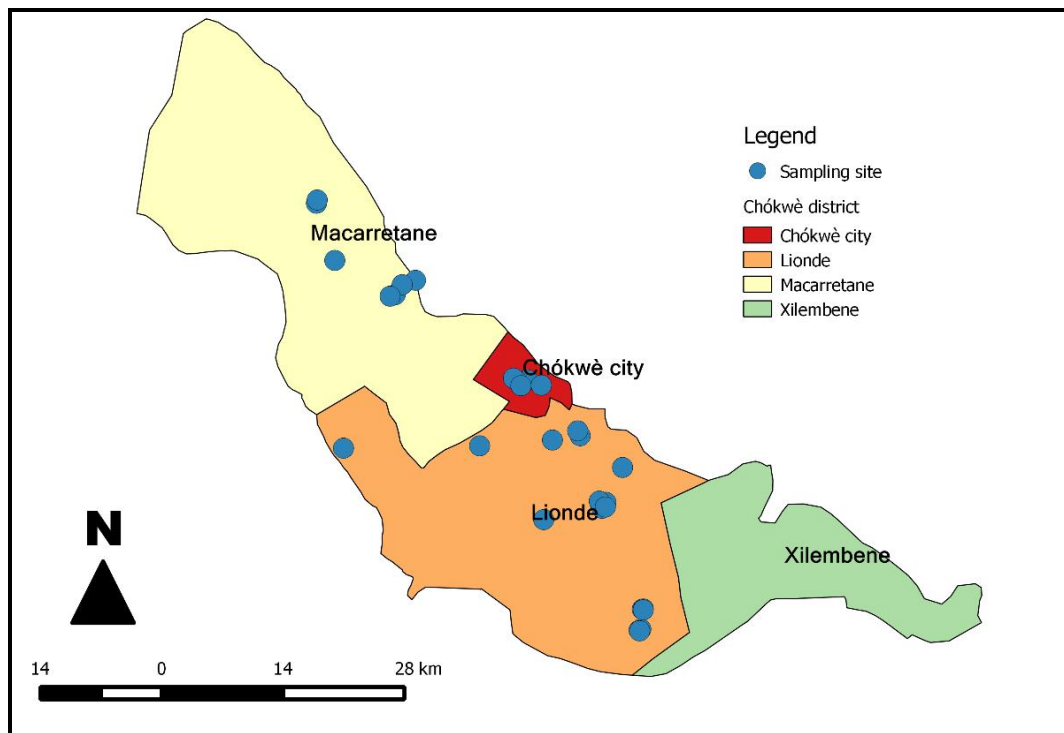 Legend
Sampling site
Chókwè district
Chókwè city
Lionde
Macarretane
Xilembene
Macarretane
Chókwè city
Lionde
Xilembene
N
14 0 14 28 km